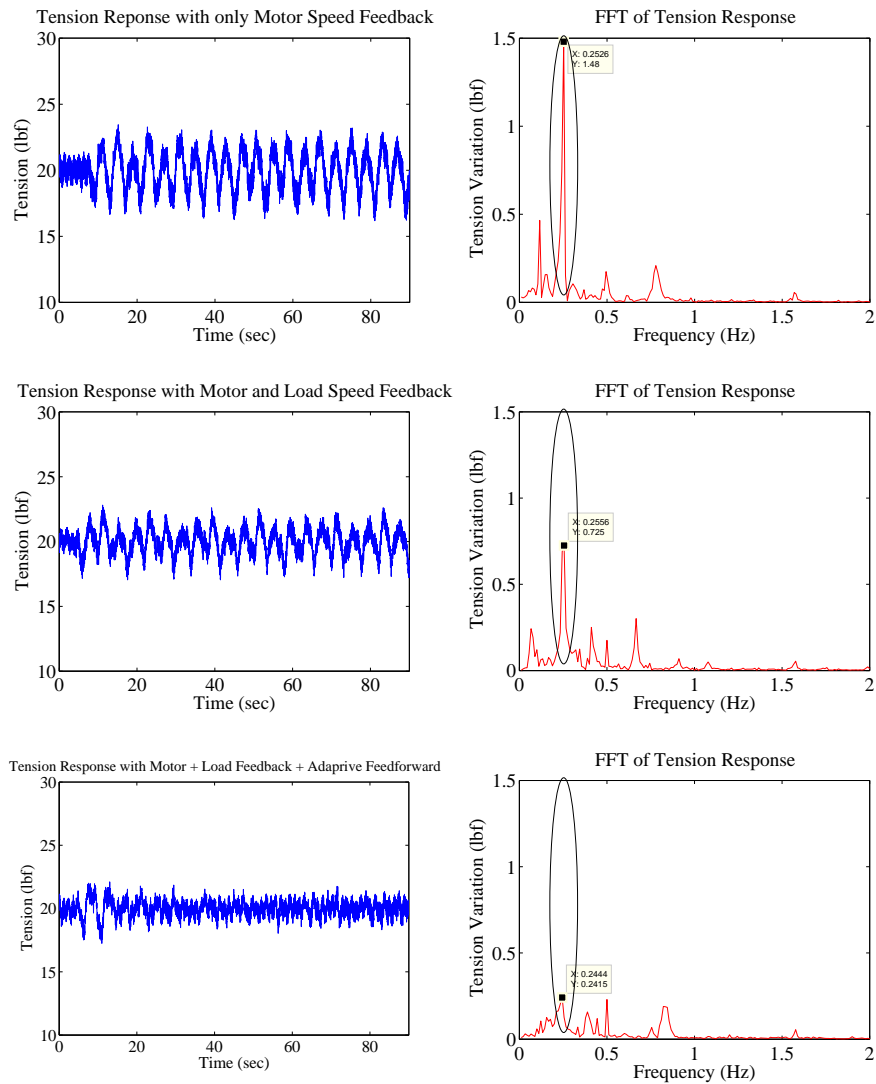 Tension Reponse with only Motor Speed Feedback
30
25
20
15
10
Tension (lbf)
0 20 40 60 80
Time (sec)
FFT of Tension Response
1.5
1
0.5
0
Tension Variation (lbf)
X: 0.2526
Y: 1.48
0 0.5 1 1.5 2
Frequency (Hz)
Tension Response with Motor and Load Speed Feedback
30
25
20
15
10
Tension (lbf)
0 20 40 60 80
Time (sec)
FFT of Tension Response
1.5
1
0.5
0
Tension Variation (lbf)
X: 0.2556
Y: 0.725
0 0.5 1 1.5 2
Frequency (Hz)
Tension Response with Motor + Load Feedback + Adaprive Feedforward
30
25
20
15
10
Tension (lbf)
0 20 40 60 80
Time (sec)
FFT of Tension Response
1.5
1
0.5
0
Tension Variation (lbf)
X: 0.2444
Y: 0.2415
0 0.5 1 1.5 2
Frequency (Hz)